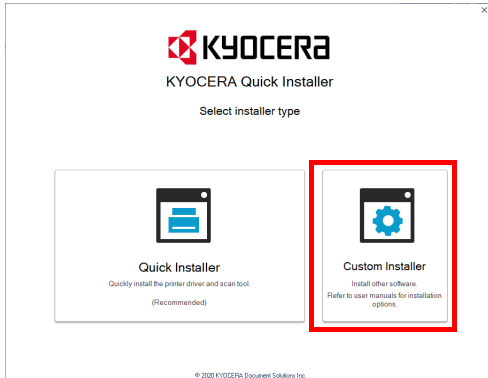 KYOCERA
KYOCERA Quick Installer
Select installer type
Quick Installer
Quickly install the printer driver and scan tool.
(Recommended)
Custom Installer
Install other software.
Refer to user manuals for installation
options.
© 2020 KYOCERA Document Solutions Inc.